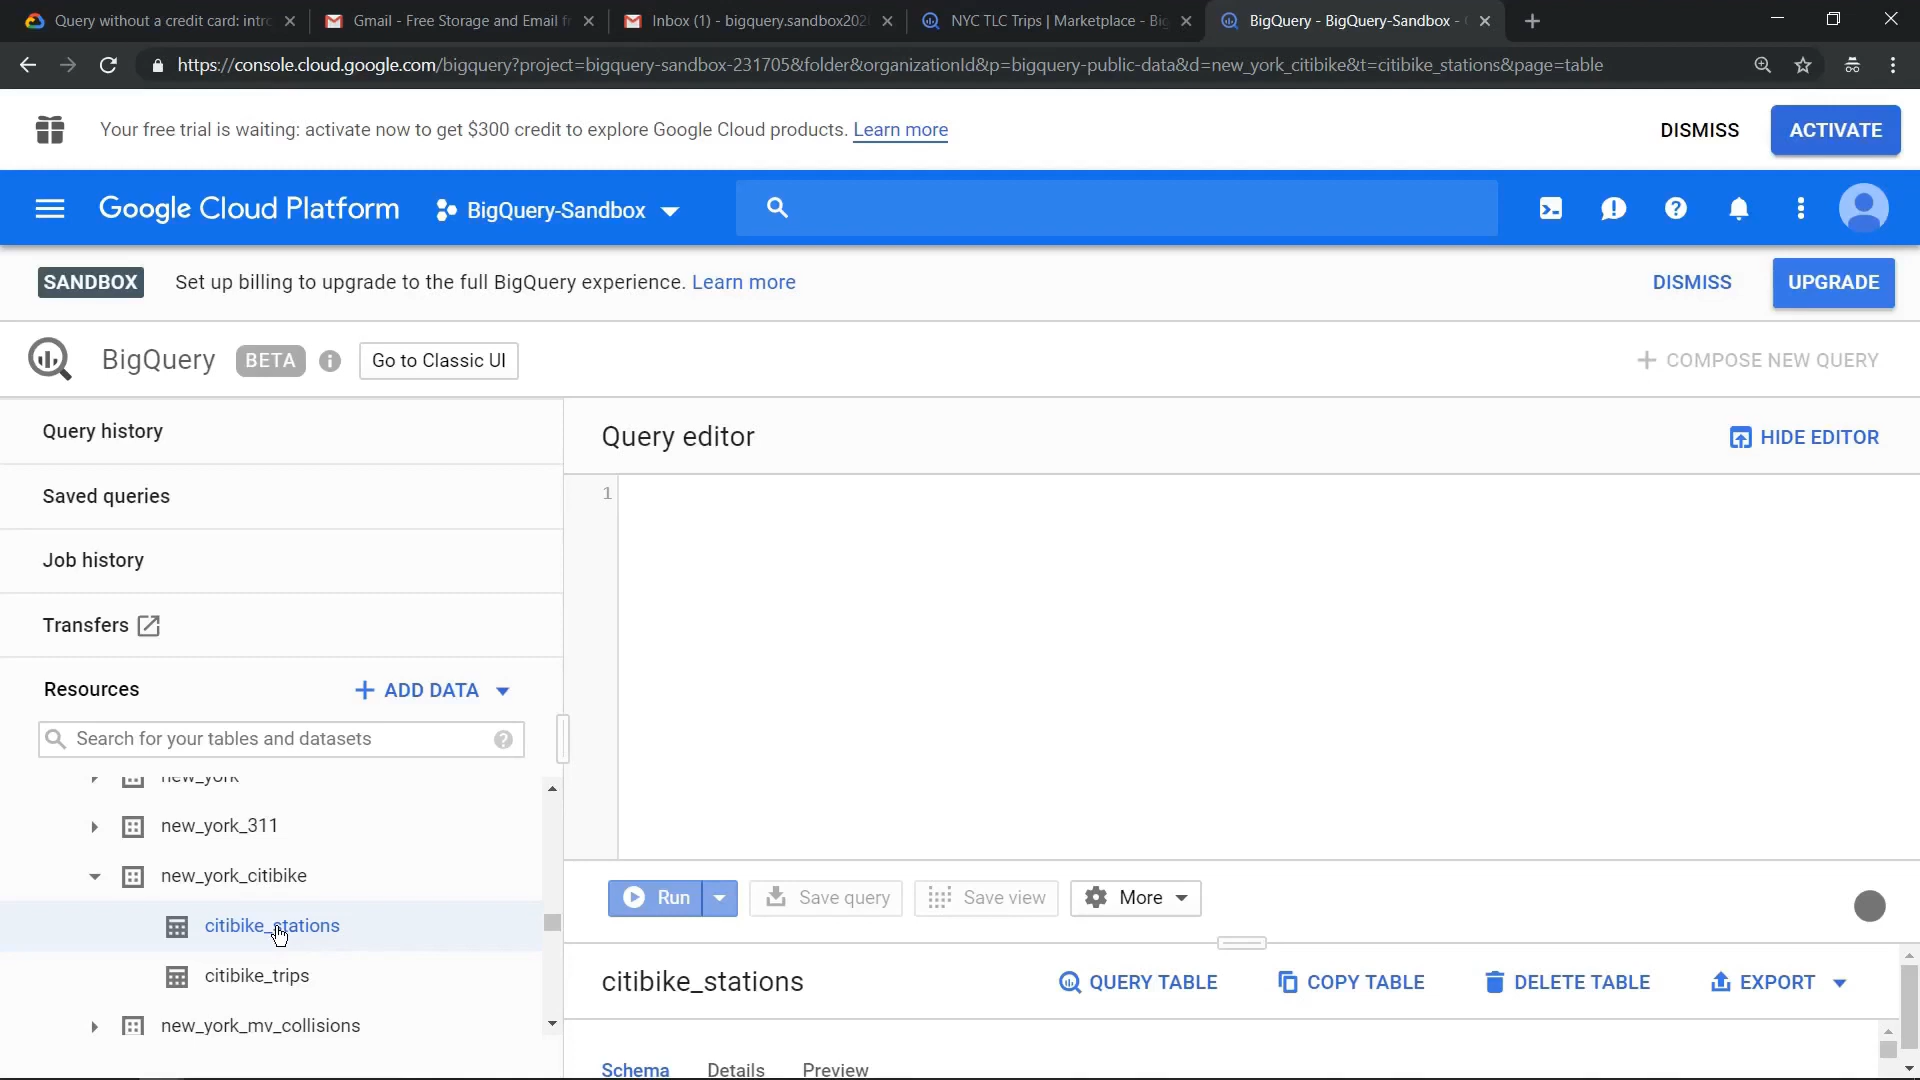 Query without a credit card: intro
Gmail - Free Storage and Email f
Inbox (1) - bigquery.sandbox202
NYC TLC Trips | Marketplace - Big
BigQuery - BigQuery-Sandbox -
https://console.cloud.google.com/bigquery?project=bigquery-sandbox-231705&folder&organizationId&p=bigquery-public-data&d=new_york_citibike&t=citibike_stations&page=table
Your free trial is waiting: activate now to get $300 credit to explore Google Cloud products. Learn more
DISMISS
ACTIVATE
Google Cloud Platform
BigQuery-Sandbox
SANDBOX
Set up billing to upgrade to the full BigQuery experience. Learn more
DISMISS
UPGRADE
BigQuery
BETA
Go to Classic UI
COMPOSE NEW QUERY
Query history
Saved queries
Job history
Transfers
Resources
ADD DATA
Search for your tables and datasets
new_york
new_york_311
new_york_citibike
citibike_stations
citibike_trips
new_york_mv_collisions
Query editor
HIDE EDITOR
1
Run
Save query
Save view
More
citibike_stations
QUERY TABLE
COPY TABLE
DELETE TABLE
EXPORT
Schema
Details
Preview